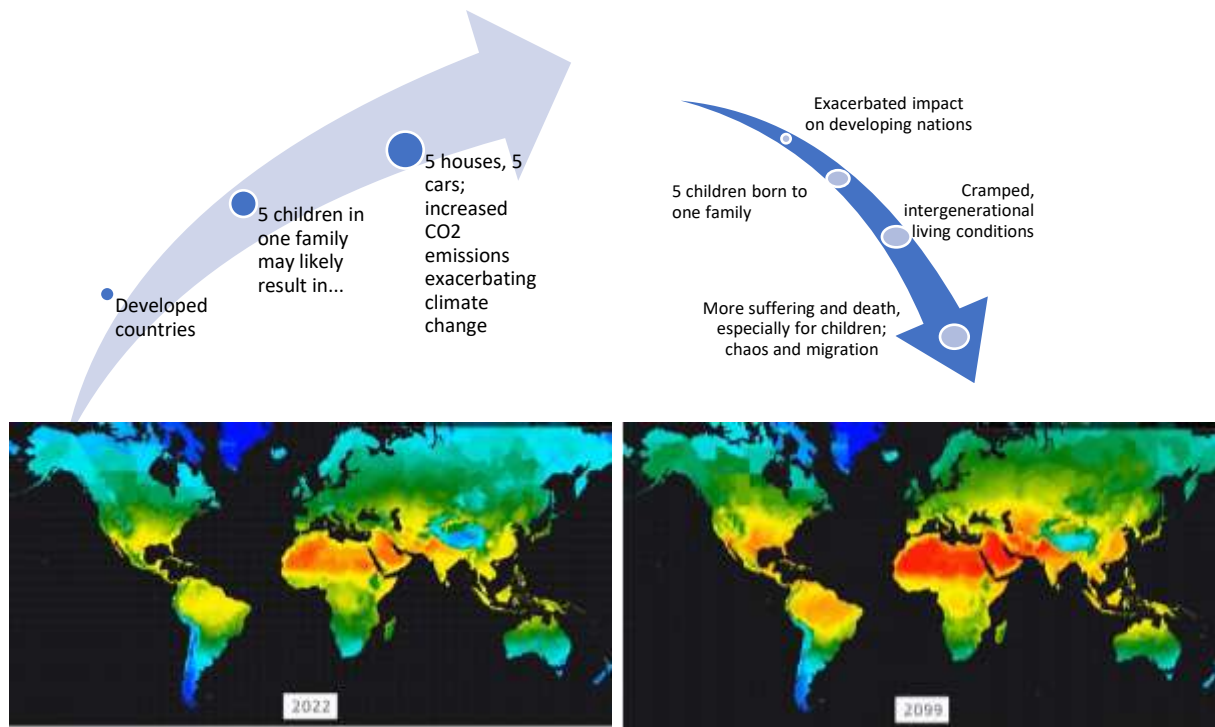 Developed
countries
5 children in
one family
may likely
result in...
5 houses, 5
cars;
increased
CO2
emissions
exacerbating
climate
change
Exacerbated impact
on developing nations
5 children born to
one family
Cramped,
intergenerational
living conditions
More suffering and death,
especially for children;
chaos and migration
2022
2099